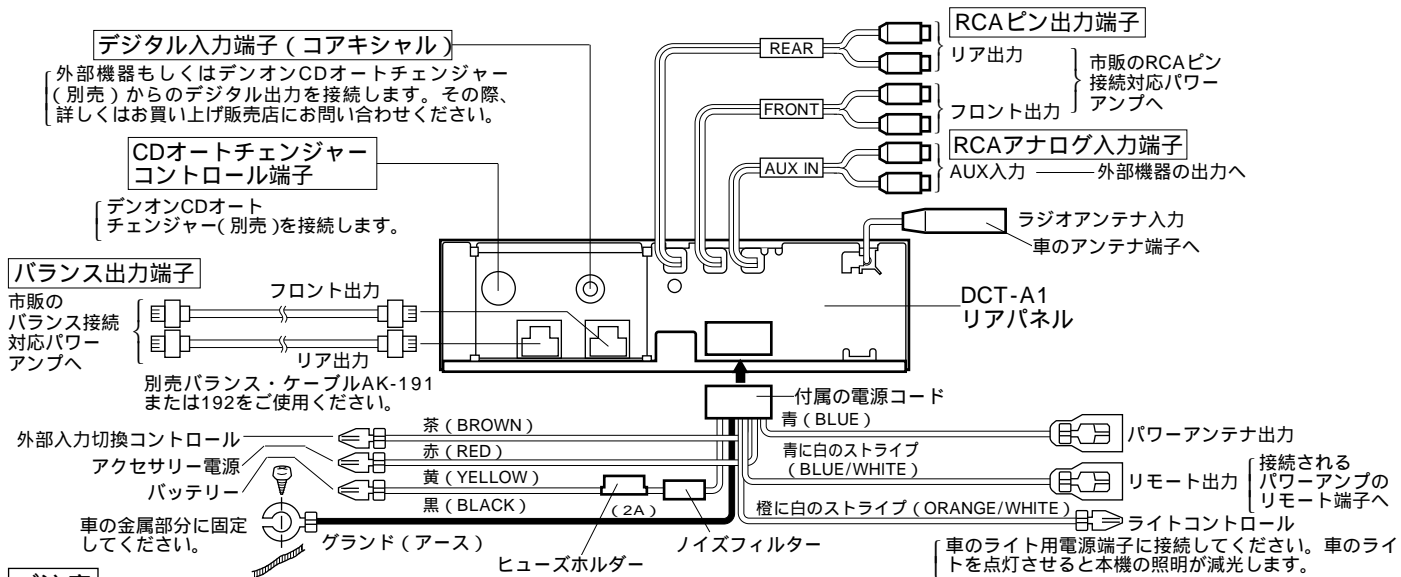 デジタル入力端子(コアキシャル)
外部機器もしくはデンオンCDオートチェンジャー
(別売)からのデジタル出力を接続します。その際、
詳しくはお買い上げ販売店にお問い合わせください。
CDオートチェンジャー
コントロール端子
デンオンCDオート
チェンジャー(別売)を接続します。
バランス出力端子
市販の
バランス接続
対応パワー
アンプへ
フロント出力
リア出力
別売バランス・ケーブルAK-191
または192をご使用ください。
REAR
FRONT
AUX IN
RCAピン出力端子
リア出力
フロント出力
市販のRCAピン
接続対応パワー
アンプへ
RCAアナログ入力端子
AUX入力
外部機器の出力へ
ラジオアンテナ入力
車のアンテナ端子へ
DCT-A1
リアパネル
付属の電源コード
外部入力切換コントロール
茶(BROWN)
アクセサリー電源
赤(RED)
バッテリー
黄(YELLOW)
黒(BLACK)
(2A)
車の金属部分に固定
してください。
グランド(アース)
ヒューズホルダー
ノイズフィルター
青(BLUE)
パワーアンテナ出力
青に白のストライプ
(BLUE/WHITE)
リモート出力
接続される
パワーアンプの
リモート端子へ
橙に白のストライプ(ORANGE/WHITE)
ライトコントロール
車のライト用電源端子に接続してください。車のライ
トを点灯させると本機の照明が減光します。